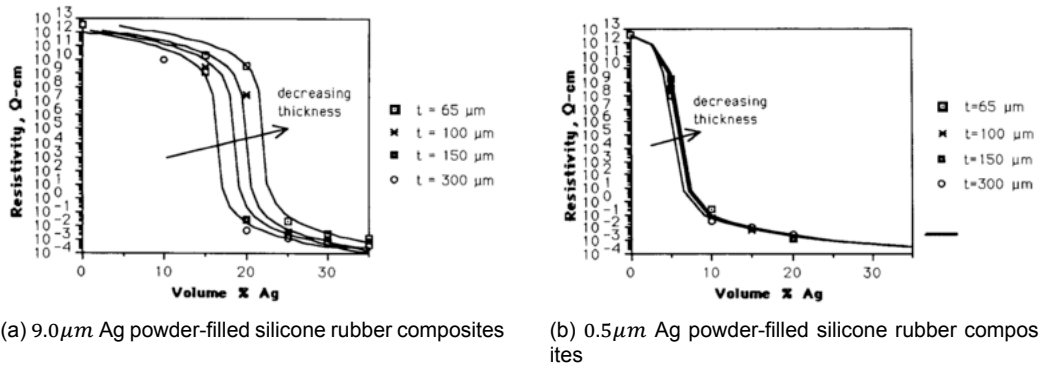 Resistivity, Ω-cm
10 13
10 12
10 11
10 10
10 9
10 8
10 7
10 6
10 5
10 4
10 3
10 2
10 1
10 0
10 -1
10 -2
10 -3
10 -4
decreasing
thickness
0
10
20
30
Volume % Ag
t = 65 µm
t = 100 µm
t = 150 µm
t = 300 µm
(a) 9.0µm Ag powder-filled silicone rubber composites
Resistivity, Ω-cm
10 13
10 12
10 11
10 10
10 9
10 8
10 7
10 6
10 5
10 4
10 3
10 2
10 1
10 0
10 -1
10 -2
10 -3
10 -4
decreasing
thickness
0
10
20
30
Volume % Ag
t=65 µm
t=100 µm
t=150 µm
t=300 µm
(b) 0.5µm Ag powder-filled silicone rubber compos
ites